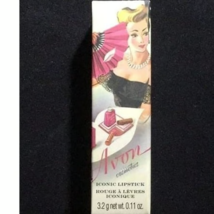 Avon
ICONIC LIPSTICK
ROUGE À LÈVRES
ICONIQUE
3.2 g net wt. 0.11 oz.